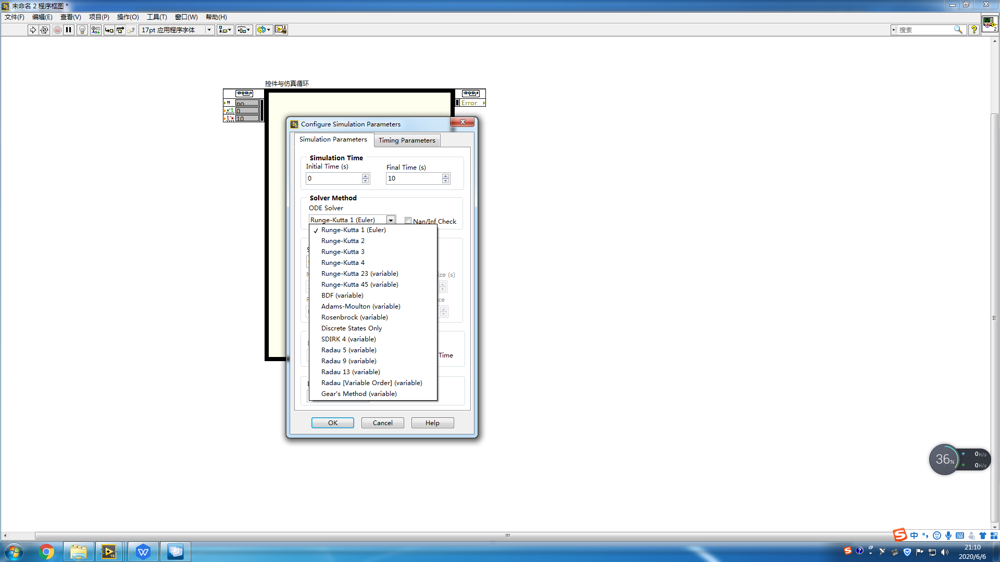 未命名 2 程序框图 *
文件(F) 编辑(E) 查看(V) 项目(P) 操作(O) 工具(T) 窗口(W) 帮助(H)
17pt 应用程序字体
搜索
?
2
控件与仿真循环
?!
no
0
10
Error
Configure Simulation Parameters
Simulation Parameters
Timing Parameters
Simulation Time
Initial Time (s)
Final Time (s)
0
10
Solver Method
ODE Solver
Runge-Kutta 1 (Euler)
Nan/Inf Check
Runge-Kutta 1 (Euler)
Runge-Kutta 2
Runge-Kutta 3
Runge-Kutta 4
Runge-Kutta 23 (variable)
Runge-Kutta 45 (variable)
BDF (variable)
Adams-Moulton (variable)
Rosenbrock (variable)
Discrete States Only
SDIRK 4 (variable)
Radau 5 (variable)
Radau 9 (variable)
Radau 13 (variable)
Radau [Variable Order] (variable)
Gear's Method (variable)
ize (s)
ce
Time
OK
Cancel
Help
36%
0K/s
0K/s
中
21:10
2020/6/6